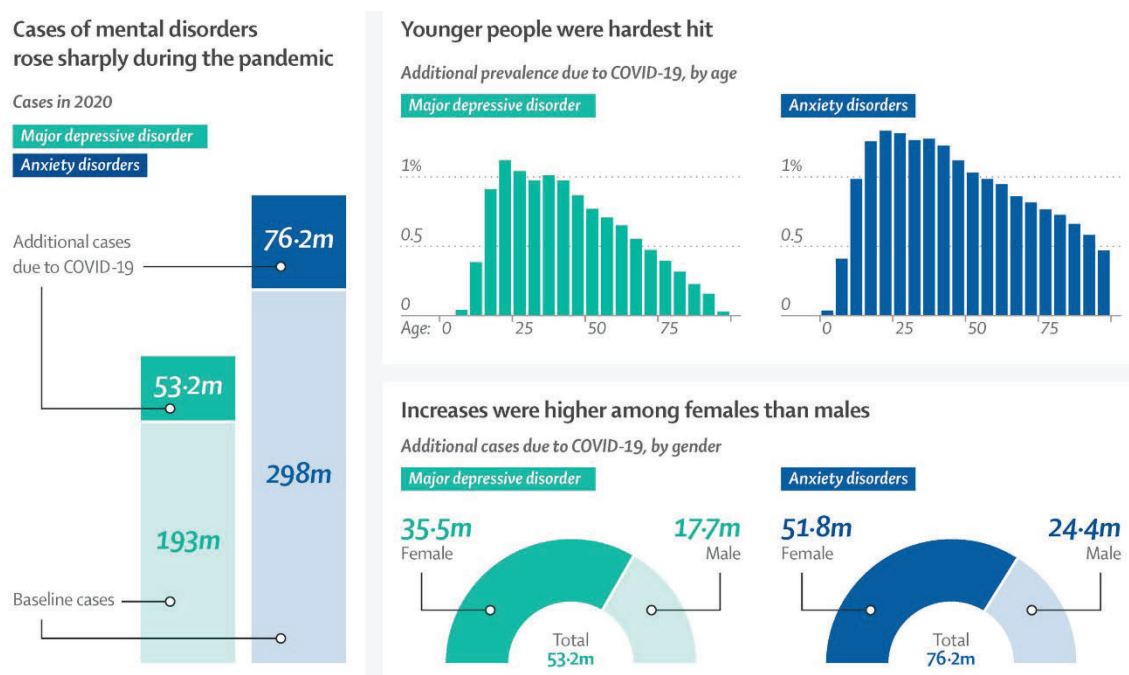 Cases of mental disorders
rose sharply during the pandemic
Cases in 2020
Major depressive disorder
Anxiety disorders
Additional cases
due to COVID-19
76·2m
53·2m
298m
193m
Baseline cases
Younger people were hardest hit
Additional prevalence due to COVID-19, by age
Major depressive disorder
1%
0.5
0
Age: 0 25 50 75
Anxiety disorders
1%
0.5
0
0 25 50 75
Increases were higher among females than males
Additional cases due to COVID-19, by gender
Major depressive disorder
35·5m
Female
17·7m
Male
Total
53·2m
Anxiety disorders
51·8m
Female
24·4m
Male
Total
76·2m